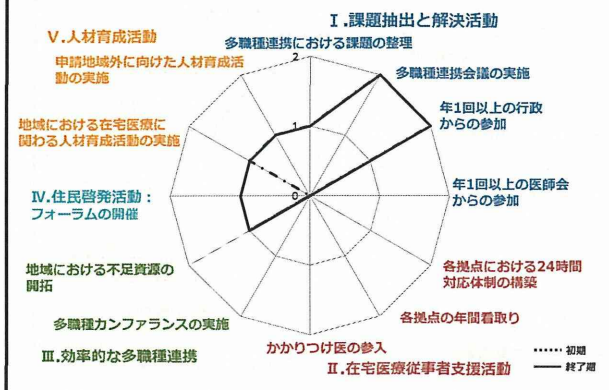 Ⅰ.課題抽出と解決活動
Ⅴ.人材育成活動
多職種連携における課題の整理
申請地域外に向けた人材育成活
動の実施
多職種連携会議の実施
年1回以上の行政
からの参加
地域における在宅医療に
関わる人材育成活動の実施
2
1
0
Ⅳ.住民啓発活動：
フォーラムの開催
年1回以上の医師会
からの参加
地域における不足資源の
開拓
各拠点における24時間
対応体制の構築
多職種カンファランスの実施
各拠点の年間看取り
かかりつけ医の参入
Ⅲ.効率的な多職種連携
Ⅱ.在宅医療従事者支援活動
初期
終了期